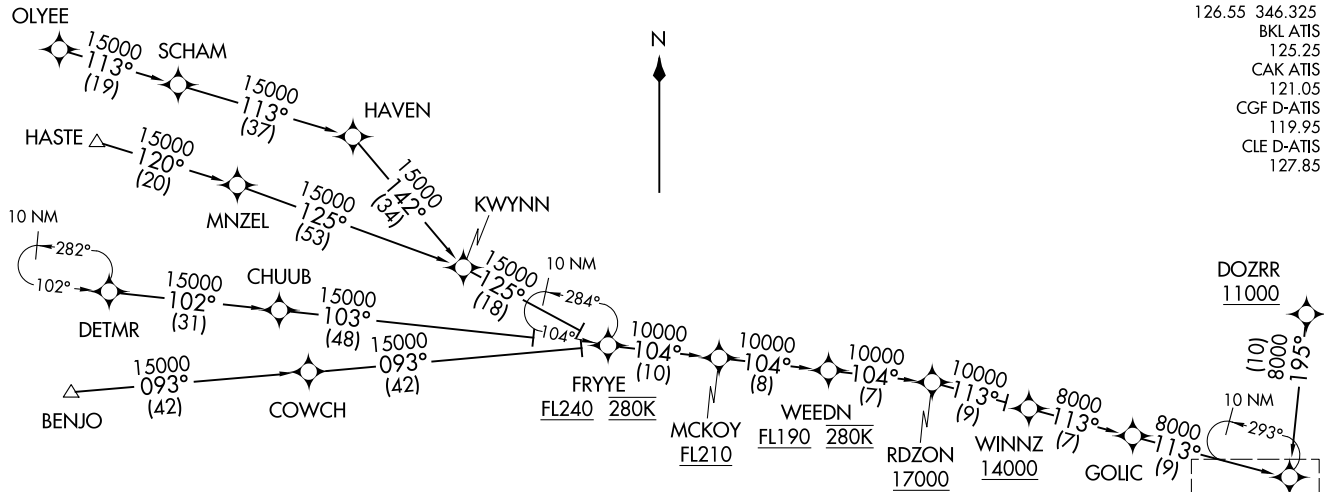 OLYEE
15000
113°
(19)
SCHAM
15000
113°
(37)
HAVEN
15000
142°
(34)
HASTE
15000
120°
(20)
MNZEL
15000
125°
(53)
KWYNN
15000
125°
(18)
10 NM
282°
102°
DETMR
15000
102°
(31)
CHUUB
15000
103°
(48)
BENJO
15000
093°
(42)
COWCH
15000
093°
(42)
10 NM
284°
104°
FRYYE
FL240 280K
10000
104°
(10)
MCKOY
FL210
10000
104°
(8)
WEEDN
FL190 280K
10000
104°
(7)
RDZON
17000
10000
113°
(9)
WINNZ
14000
8000
113°
(7)
GOLIC
8000
113°
(9)
10 NM
293°
DOZRR
11000
195°
8000
(10)
N
126.55 346.325
BKL ATIS
125.25
CAK ATIS
121.05
CGF D-ATIS
119.95
CLE D-ATIS
127.85